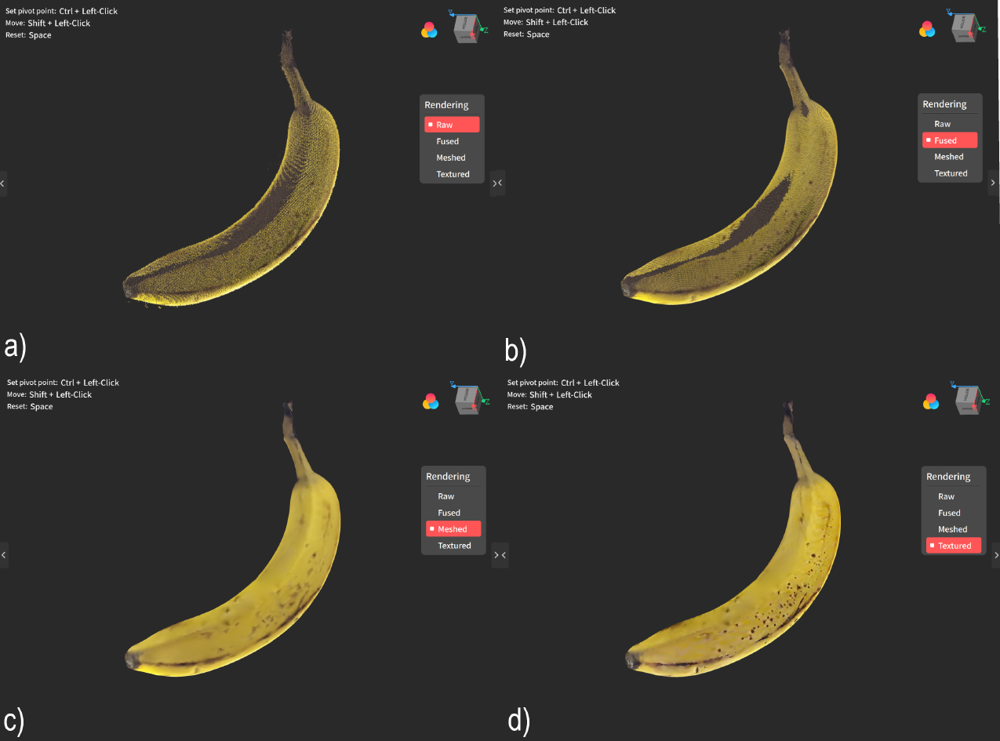 Set pivot point: Ctrl + Left-Click
Move: Shift + Left-Click
Reset: Space
Z
Rendering
Raw
Fused
Meshed
Textured
a)
Set pivot point: Ctrl + Left-Click
Move: Shift + Left-Click
Reset: Space
Z
Rendering
Raw
Fused
Meshed
Textured
b)
Set pivot point: Ctrl + Left-Click
Move: Shift + Left-Click
Reset: Space
Z
Rendering
Raw
Fused
Meshed
Textured
c)
Set pivot point: Ctrl + Left-Click
Move: Shift + Left-Click
Reset: Space
Z
Rendering
Raw
Fused
Meshed
Textured
d)